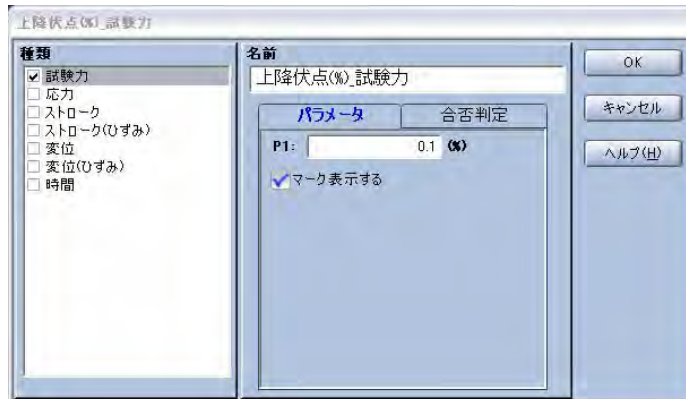 上降伏点(%)_試験力
種類
試験力
応力
ストローク
ストローク(ひずみ)
変位
変位(ひずみ)
時間
名前
上降伏点(%)_試験力
パラメータ
合否判定
P1: 0.1 (%)
マーク表示する
OK
キャンセル
ヘルプ(H)